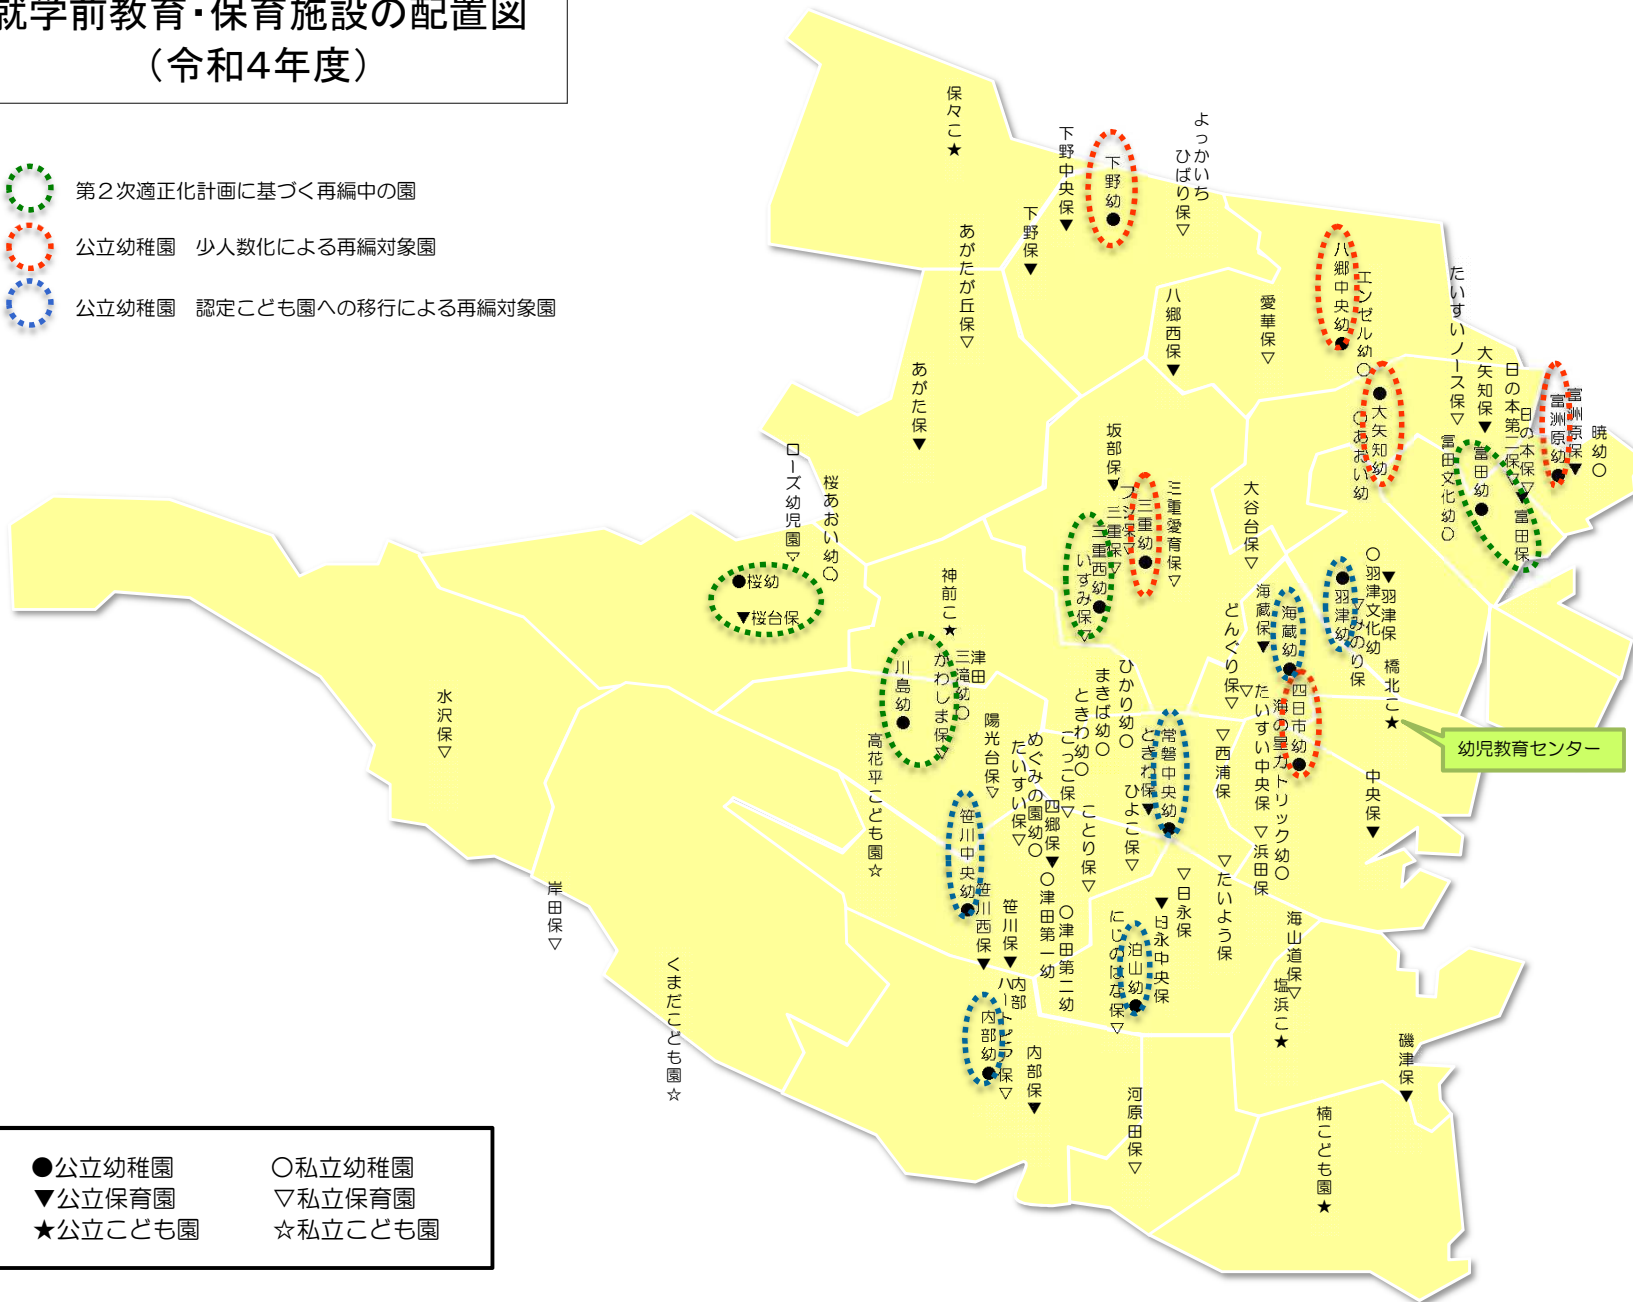 就学前教育・保育施設の配置図
（令和4年度）
第２次適正化計画に基づく再編中の園
公立幼稚園　少人数化による再編対象園
公立幼稚園　認定こども園への移行による再編対象園
保々こ★
下野中央保▼
下野幼●
よっかいち
ひばり保▽
下野保▼
あがたが丘保▽
八郷西保▼
愛華保▽
八郷中央幼●
エンゼル幼○
たいすいノース保▽
大矢知保▼
日の本第二保▽
日の本保▽
富洲原幼●
富洲原保▼
暁幼○
あがた保▼
●大矢知幼
○あおい幼
富田文化幼○
富田幼●
▼富田保
ローズ幼児園▽
桜あおい幼○
坂部保▼
三重保▽
三重幼●
三重愛育保▽
大谷台保▽
三重西幼●
いずみ保▽
●桜幼
▼桜台保
神前こ★
川島幼●
かわしま保▽
津田
三滝幼○
海蔵保▼
海蔵幼●
●羽津幼
▽みのり保
○羽津文化幼
▼羽津保
橋北こ★
幼児教育センター
どんぐり保▽
四日市幼●
▽たいすい中央保
海の星カトリック幼○
ひかり幼○
まきば幼○
ときわ幼○
こっこ保▽
ときわ保▼
常磐中央幼●
▽西浦保
中央保▼
水沢保▽
高花平こども園☆
陽光台保▽
たいすい保▽
めぐみの園幼○
四郷保▼
ことり保▽
ひよこ保▽
▽浜田保
笹川中央幼●
笹川西保▼
笹川保▼
○津田第一幼
○津田第二幼
にじのはな保▽
泊山幼●
▼日永中央保
▽日永保
▽たいよう保
海山道保▽
塩浜こ★
岸田保▽
くまだこども園☆
内部
ハートピア保▽
内部幼●
内部保▼
河原田保▽
磯津保▼
楠こども園★
●公立幼稚園　○私立幼稚園
▼公立保育園　▽私立保育園
★公立こども園　☆私立こども園